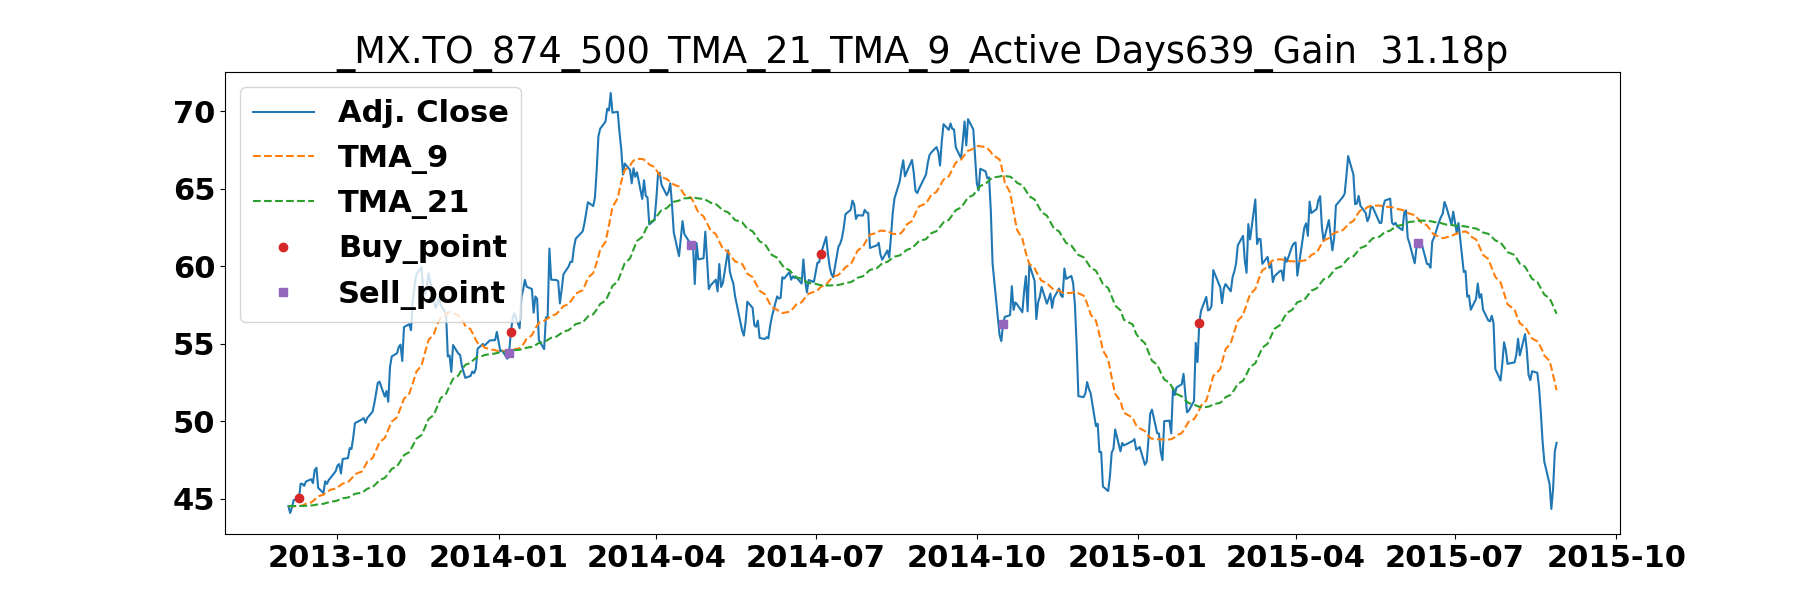 _MX.TO_874_500_TMA_21_TMA_9_Active Days639_Gain  31.18p
Adj. Close
TMA_9
TMA_21
Buy_point
Sell_point
70
65
60
55
50
45
2013-10 2014-01 2014-04 2014-07 2014-10 2015-01 2015-04 2015-07 2015-10